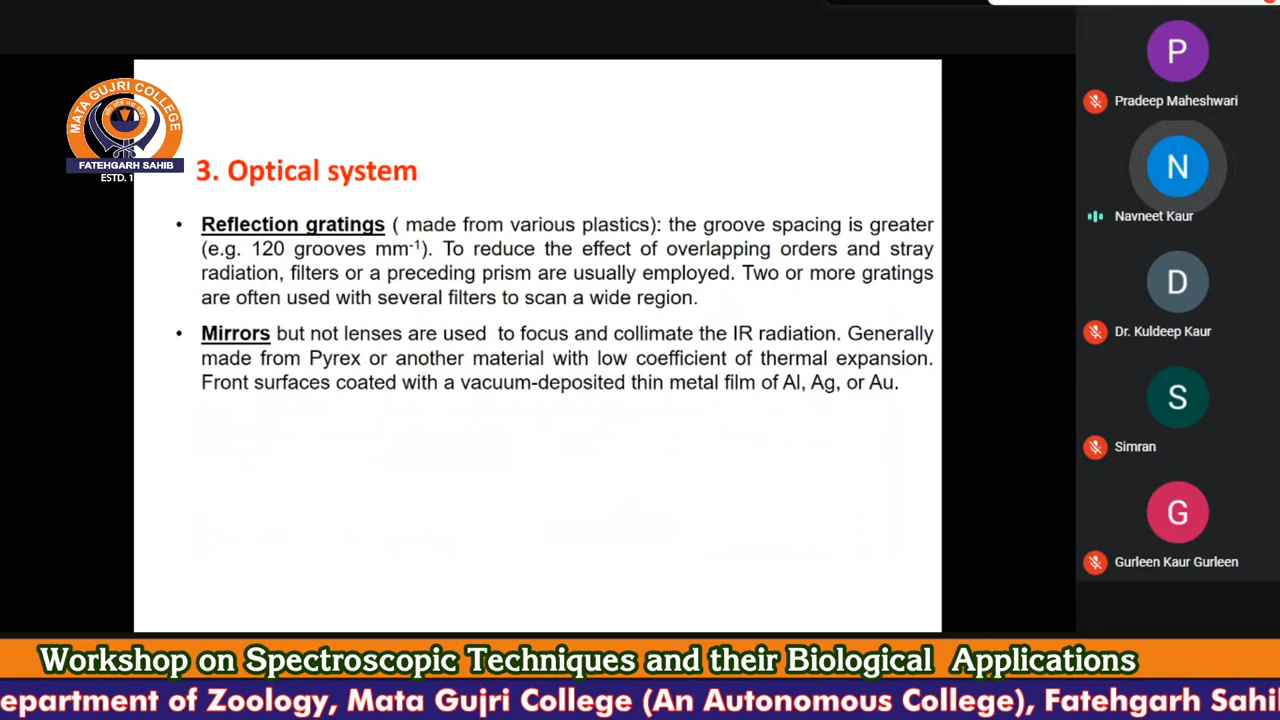 MATA GUJRI COLLEGE
FATEHGARH SAHIB
ESTD. 1
3. Optical system
• Reflection gratings ( made from various plastics): the groove spacing is greater
(e.g. 120 grooves mm⁻¹). To reduce the effect of overlapping orders and stray
radiation, filters or a preceding prism are usually employed. Two or more gratings
are often used with several filters to scan a wide region.
• Mirrors but not lenses are used to focus and collimate the IR radiation. Generally
made from Pyrex or another material with low coefficient of thermal expansion.
Front surfaces coated with a vacuum-deposited thin metal film of Al, Ag, or Au.
P
Pradeep Maheshwari
N
Navneet Kaur
D
Dr. Kuldeep Kaur
S
Simran
G
Gurleen Kaur Gurleen
Workshop on Spectroscopic Techniques and their Biological Applications
epartment of Zoology, Mata Gujri College (An Autonomous College), Fatehgarh Sahi